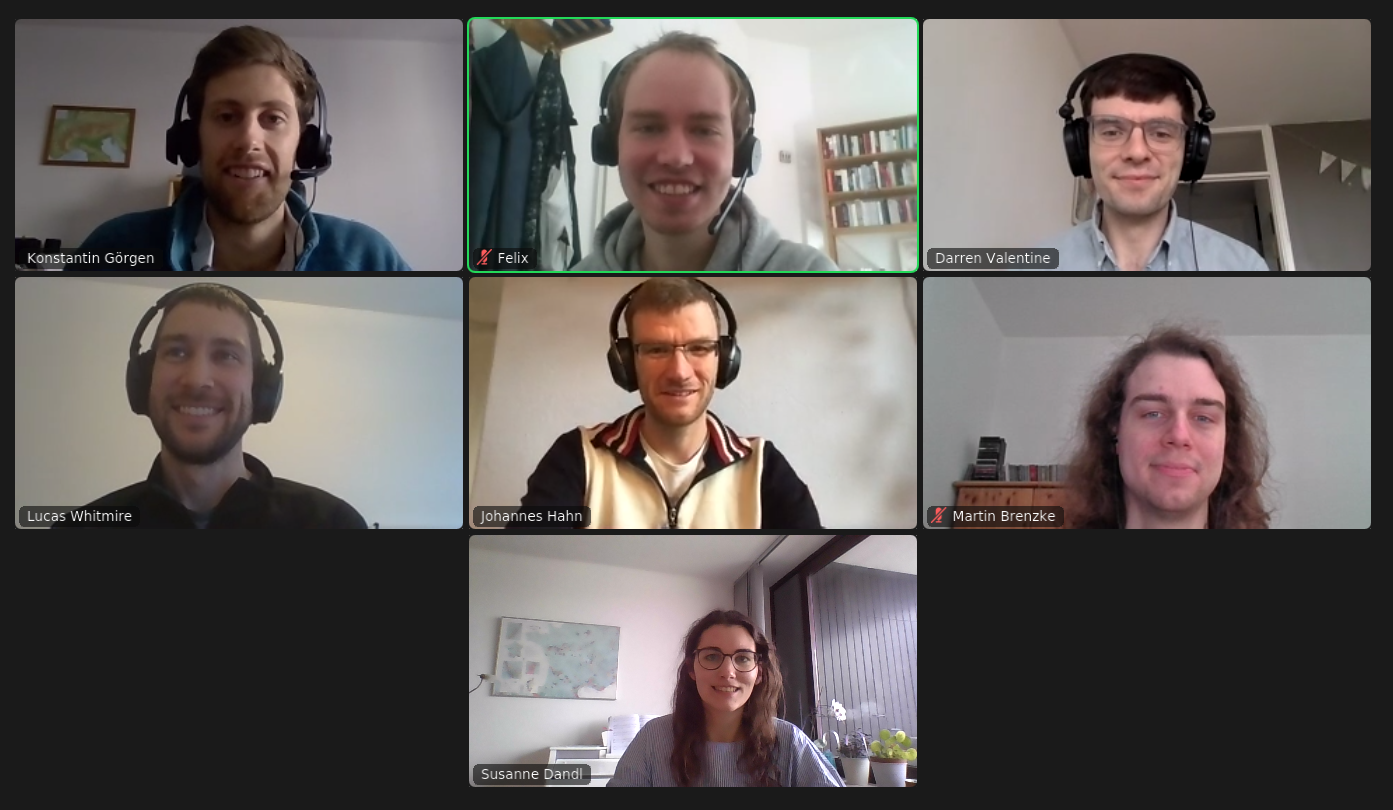 Konstantin Görgen
Felix
Darren Valentine
Lucas Whitmire
Johannes Hahn
Martin Brenzke
Susanne Dandl